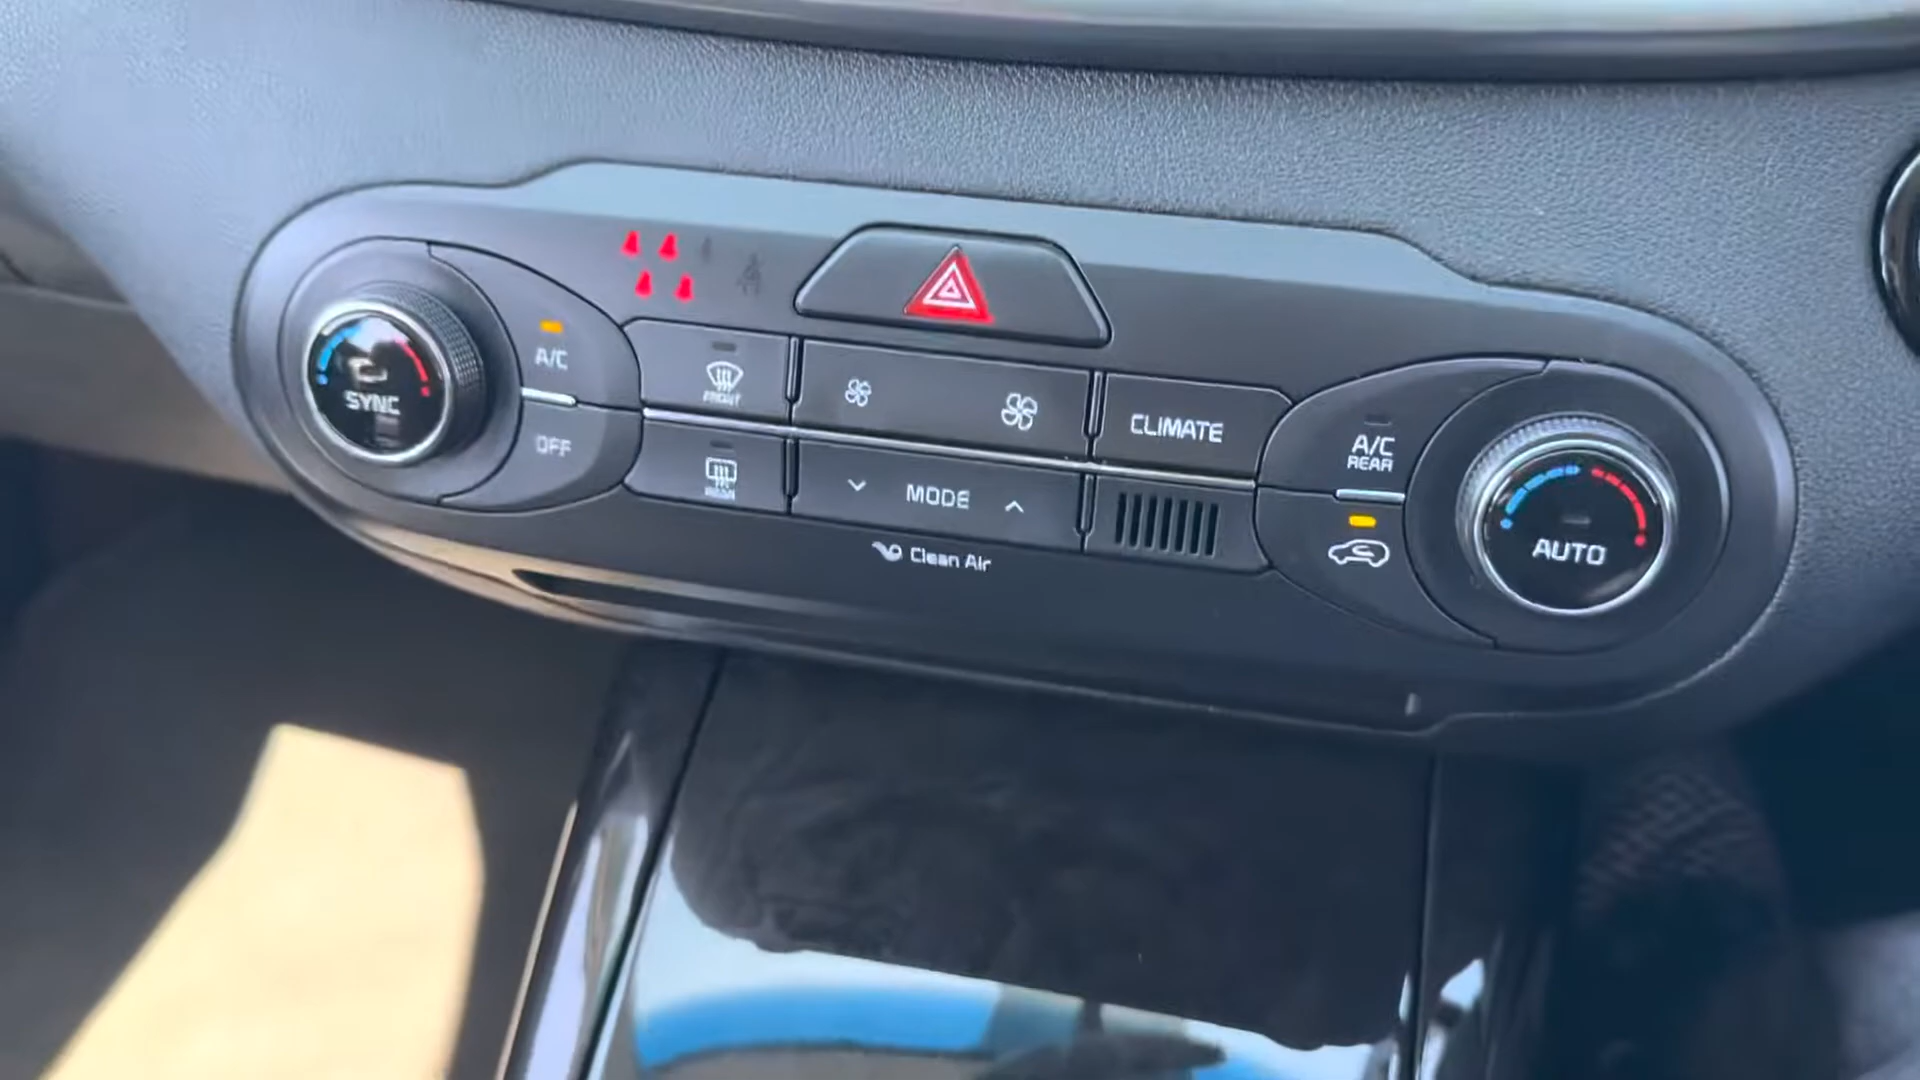 SYNC
A/C
OFF
FRONT
REAR
MODE
CLIMATE
Clean Air
A/C
REAR
AUTO